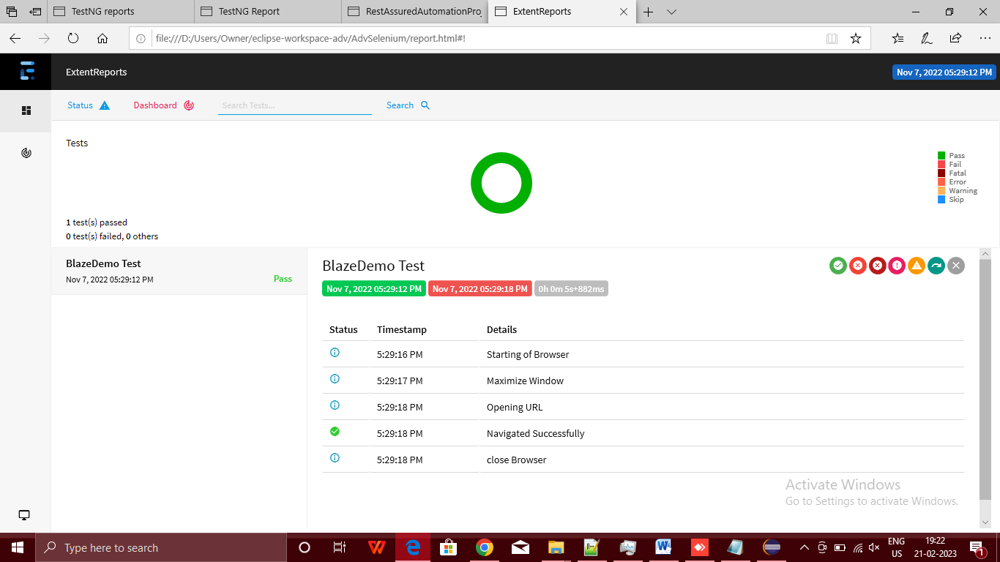 TestNG reports
TestNG Report
RestAssuredAutomationPro
ExtentReports
file:///D:/Users/Owner/eclipse-workspace-adv/AdvSelenium/report.html#!
ExtentReports
Nov 7, 2022 05:29:12 PM
Status
Dashboard
Search Tests...
Search
Tests
Pass
Fail
Fatal
Error
Warning
Skip
1 test(s) passed
0 test(s) failed, 0 others
BlazeDemo Test
Nov 7, 2022 05:29:12 PM
Pass
BlazeDemo Test
Nov 7, 2022 05:29:12 PM Nov 7, 2022 05:29:18 PM 0h 0m 5s+882ms
Status Timestamp Details
5:29:16 PM Starting of Browser
5:29:17 PM Maximize Window
5:29:18 PM Opening URL
5:29:18 PM Navigated Successfully
5:29:18 PM close Browser
Activate Windows
Go to Settings to activate Windows.
Type here to search
ENG
US
19:22
21-02-2023
1